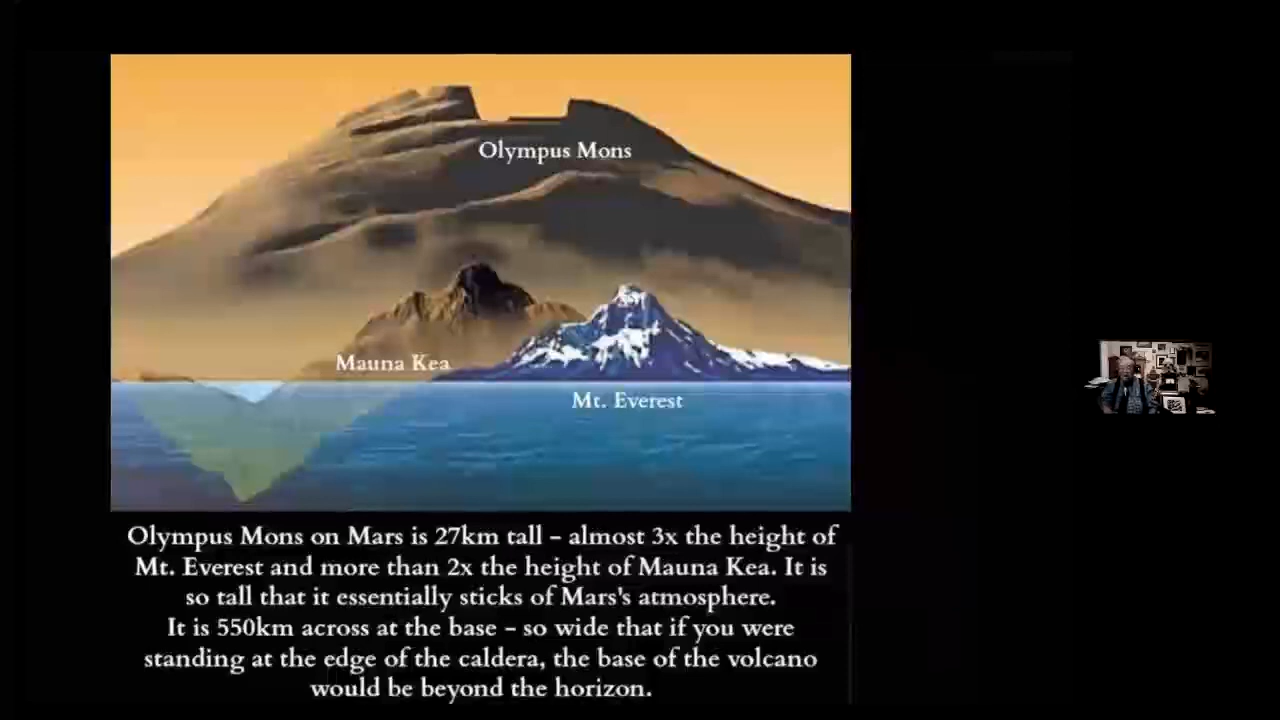 Olympus Mons
Mauna Kea
Mt. Everest
Olympus Mons on Mars is 27km tall - almost 3x the height of
Mt. Everest and more than 2x the height of Mauna Kea. It is
so tall that it essentially sticks of Mars's atmosphere.
It is 550km across at the base - so wide that if you were
standing at the edge of the caldera, the base of the volcano
would be beyond the horizon.